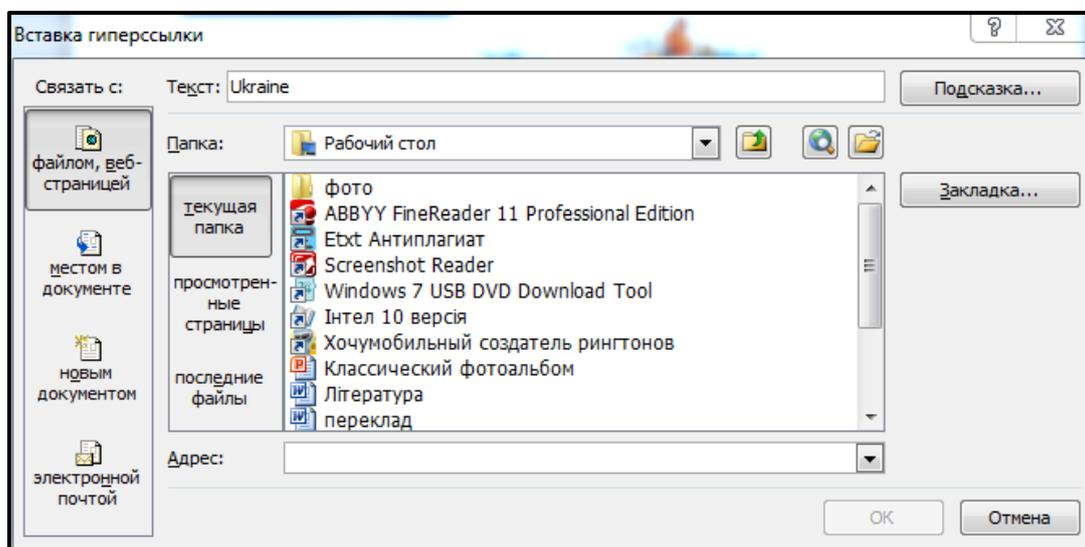 Вставка гиперссылки
Связать с:
Текст: Ukraine
Подсказка...
файлом, веб-
страницей
местом в
документе
новым
документом
электронной
почтой
Папка: Рабочий стол
текущая
папка
просмотрен-
ные
страницы
последние
файлы
фото
ABBYY FineReader 11 Professional Edition
Etxt Антиплагиат
Screenshot Reader
Windows 7 USB DVD Download Tool
Інтел 10 версія
Хочумобильный создатель рингтонов
Классический фотоальбом
Література
переклад
Закладка...
Адрес:
OK
Отмена